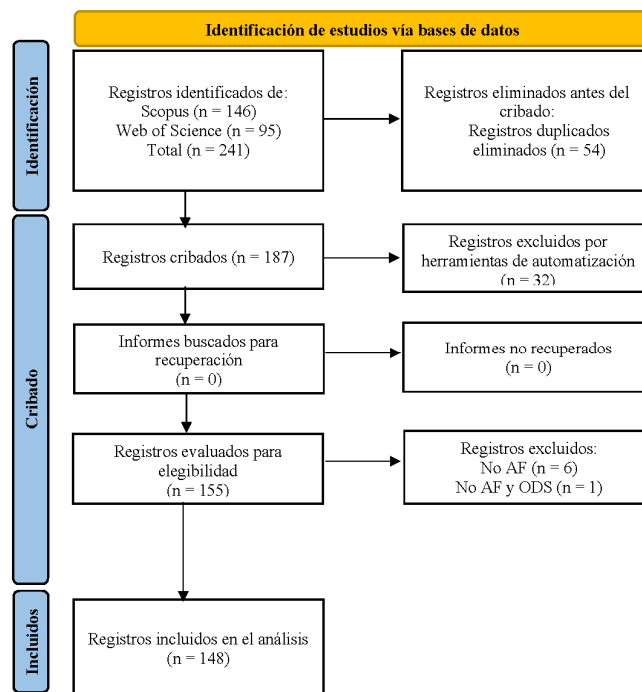 Identificación de estudios vía bases de datos
Identificación
Registros identificados de:
Scopus (n = 146)
Web of Science (n = 95)
Total (n = 241)
Registros eliminados antes del
cribado:
Registros duplicados
eliminados (n = 54)
Cribado
Registros cribados (n = 187)
Registros excluidos por
herramientas de automatización
(n = 32)
Informes buscados para
recuperación
(n = 0)
Informes no recuperados
(n = 0)
Registros evaluados para
elegibilidad
(n = 155)
Registros excluidos:
No AF (n = 6)
No AF y ODS (n = 1)
Incluidos
Registros incluidos en el análisis
(n = 148)